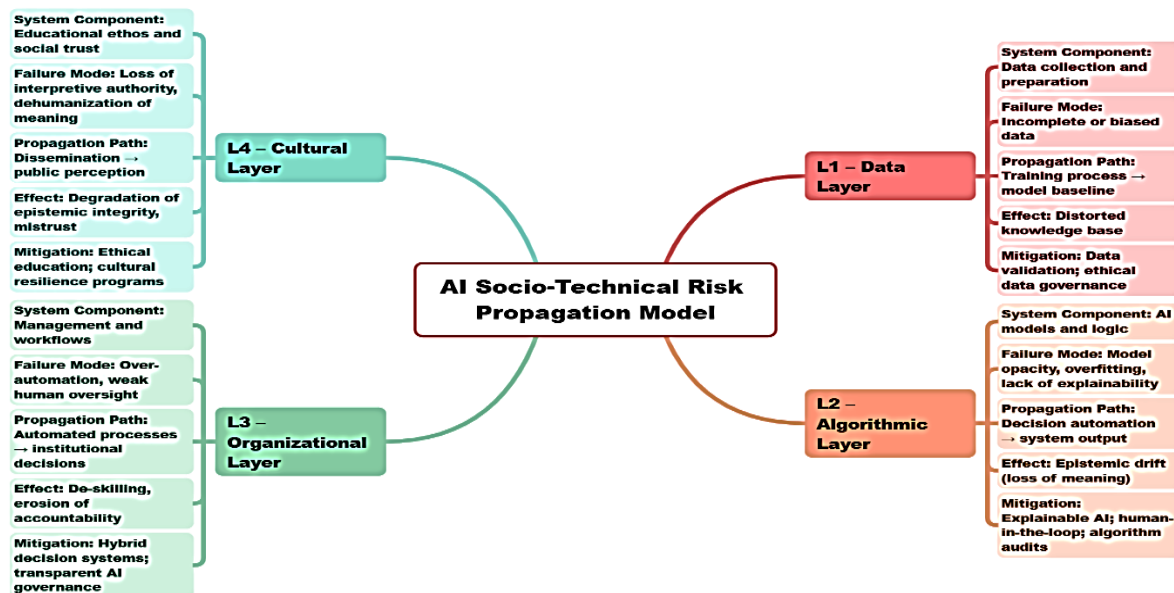 AI Socio-Technical Risk
Propagation Model
L1 – Data
Layer
System Component:
Data collection and
preparation
Failure Mode:
Incomplete or biased
data
Propagation Path:
Training process →
model baseline
Effect: Distorted
knowledge base
Mitigation: Data
validation; ethical
data governance
L2 –
Algorithmic
Layer
System Component: AI
models and logic
Failure Mode: Model
opacity, overfitting,
lack of explainability
Propagation Path:
Decision automation
→ system output
Effect: Epistemic drift
(loss of meaning)
Mitigation:
Explainable AI; human-
in-the-loop; algorithm
audits
L3 –
Organizational
Layer
System Component:
Management and
workflows
Failure Mode: Over-
automation, weak
human oversight
Propagation Path:
Automated processes
→ institutional
decisions
Effect: De-skilling,
erosion of
accountability
Mitigation: Hybrid
decision systems;
transparent AI
governance
L4 – Cultural
Layer
System Component:
Educational ethos and
social trust
Failure Mode: Loss of
interpretive authority,
dehumanization of
meaning
Propagation Path:
Dissemination →
public perception
Effect: Degradation of
epistemic integrity,
mistrust
Mitigation: Ethical
education; cultural
resilience programs